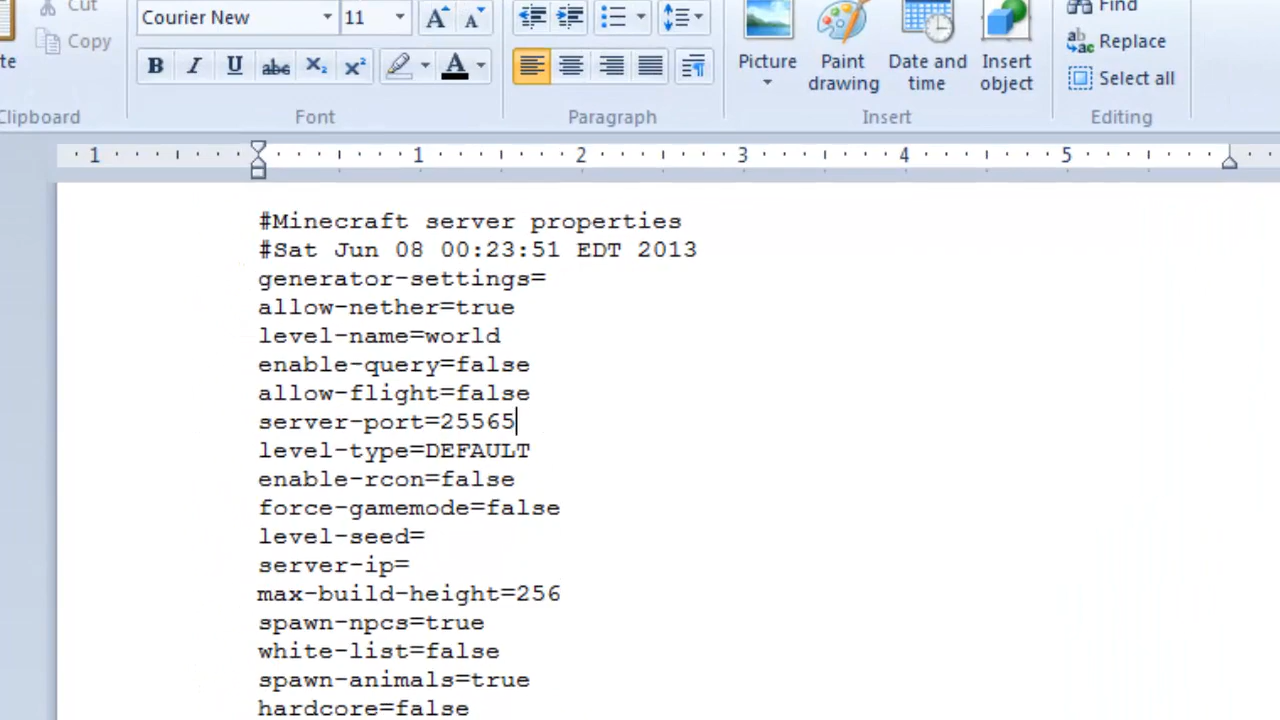 Cut
Courier New 11 A A
Find
Copy
Replace
te
B I U abc X₂ X² A
Picture
Paint drawing
Date and time
Insert object
Select all
Clipboard
Font
Paragraph
Insert
Editing
1 1 2 3 4 5
#Minecraft server properties
#Sat Jun 08 00:23:51 EDT 2013
generator-settings=
allow-nether=true
level-name=world
enable-query=false
allow-flight=false
server-port=25565
level-type=DEFAULT
enable-rcon=false
force-gamemode=false
level-seed=
server-ip=
max-build-height=256
spawn-npcs=true
white-list=false
spawn-animals=true
hardcore=false